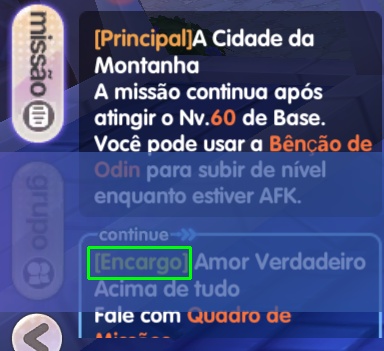 missão
[Principal]A Cidade da
Montanha
A missão continua após
atingir o Nv.60 de Base.
Você pode usar a Bênção de
Odin para subir de nível
enquanto estiver AFK.
grupo
continue
[Encargo] Amor Verdadeiro
Acima de tudo
Fale com Quadro de
Missões